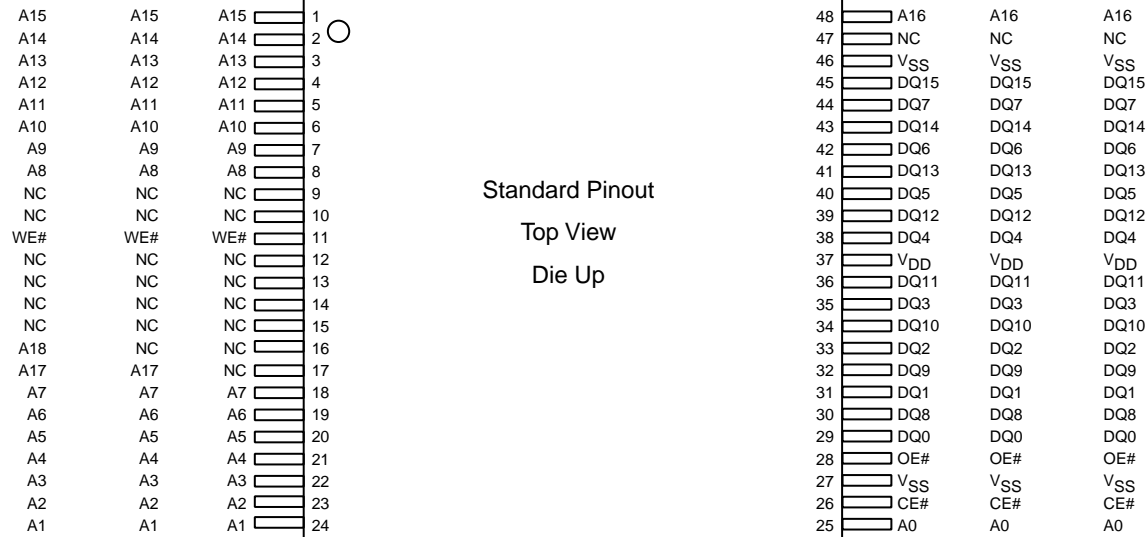 A15 A15 A15 1 48 A16 A16 A16
A14 A14 A14 2 47 NC NC NC
A13 A13 A13 3 46 VSS VSS VSS
A12 A12 A12 4 45 DQ15 DQ15 DQ15
A11 A11 A11 5 44 DQ7 DQ7 DQ7
A10 A10 A10 6 43 DQ14 DQ14 DQ14
A9 A9 A9 7 42 DQ6 DQ6 DQ6
A8 A8 A8 8 41 DQ13 DQ13 DQ13
NC NC NC 9 Standard Pinout 40 DQ5 DQ5 DQ5
NC NC NC 10 39 DQ12 DQ12 DQ12
WE# WE# WE# 11 Top View 38 DQ4 DQ4 DQ4
NC NC NC 12 37 VDD VDD VDD
NC NC NC 13 Die Up 36 DQ11 DQ11 DQ11
NC NC NC 14 35 DQ3 DQ3 DQ3
NC NC NC 15 34 DQ10 DQ10 DQ10
A18 NC NC 16 33 DQ2 DQ2 DQ2
A17 A17 NC 17 32 DQ9 DQ9 DQ9
A7 A7 A7 18 31 DQ1 DQ1 DQ1
A6 A6 A6 19 30 DQ8 DQ8 DQ8
A5 A5 A5 20 29 DQ0 DQ0 DQ0
A4 A4 A4 21 28 OE# OE# OE#
A3 A3 A3 22 27 VSS VSS VSS
A2 A2 A2 23 26 CE# CE# CE#
A1 A1 A1 24 25 A0 A0 A0